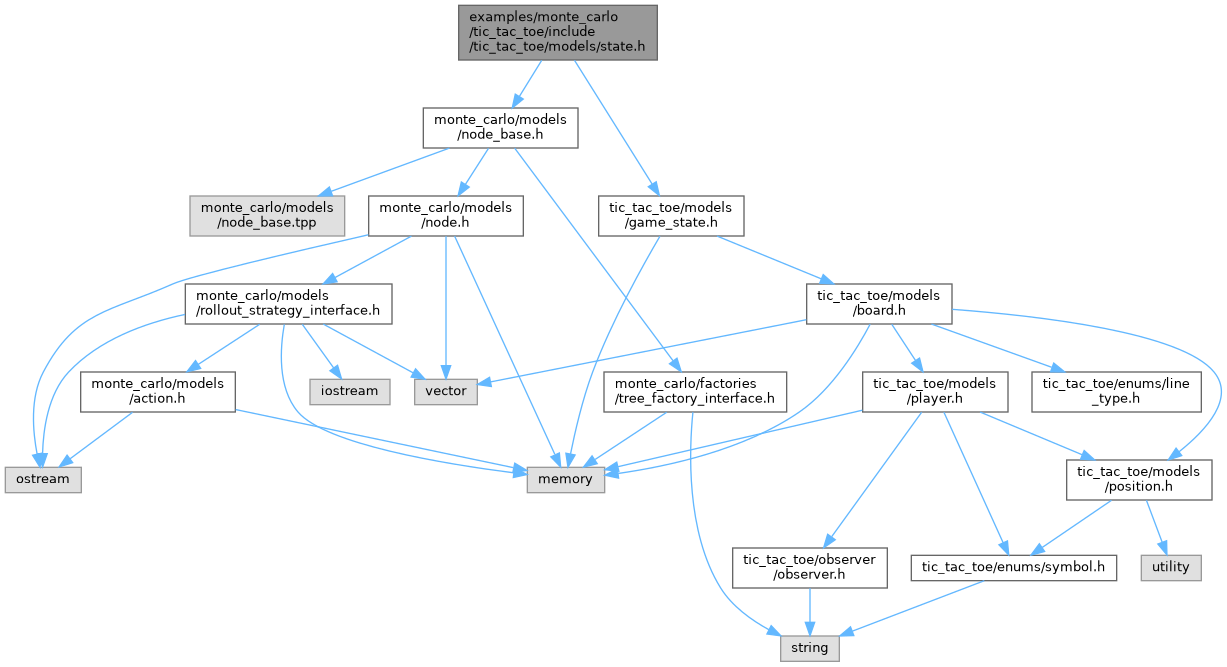 examples/monte_carlo
/tic_tac_toe/include
/tic_tac_toe/models/state.h
monte_carlo/models
/node_base.h
monte_carlo/models
/node_base.tpp
monte_carlo/models
/node.h
tic_tac_toe/models
/game_state.h
monte_carlo/models
/rollout_strategy_interface.h
tic_tac_toe/models
/board.h
monte_carlo/models
/action.h
iostream
vector
monte_carlo/factories
/tree_factory_interface.h
tic_tac_toe/models
/player.h
tic_tac_toe/enums/line
_type.h
ostream
memory
tic_tac_toe/models
/position.h
tic_tac_toe/observer
/observer.h
tic_tac_toe/enums/symbol.h
utility
string